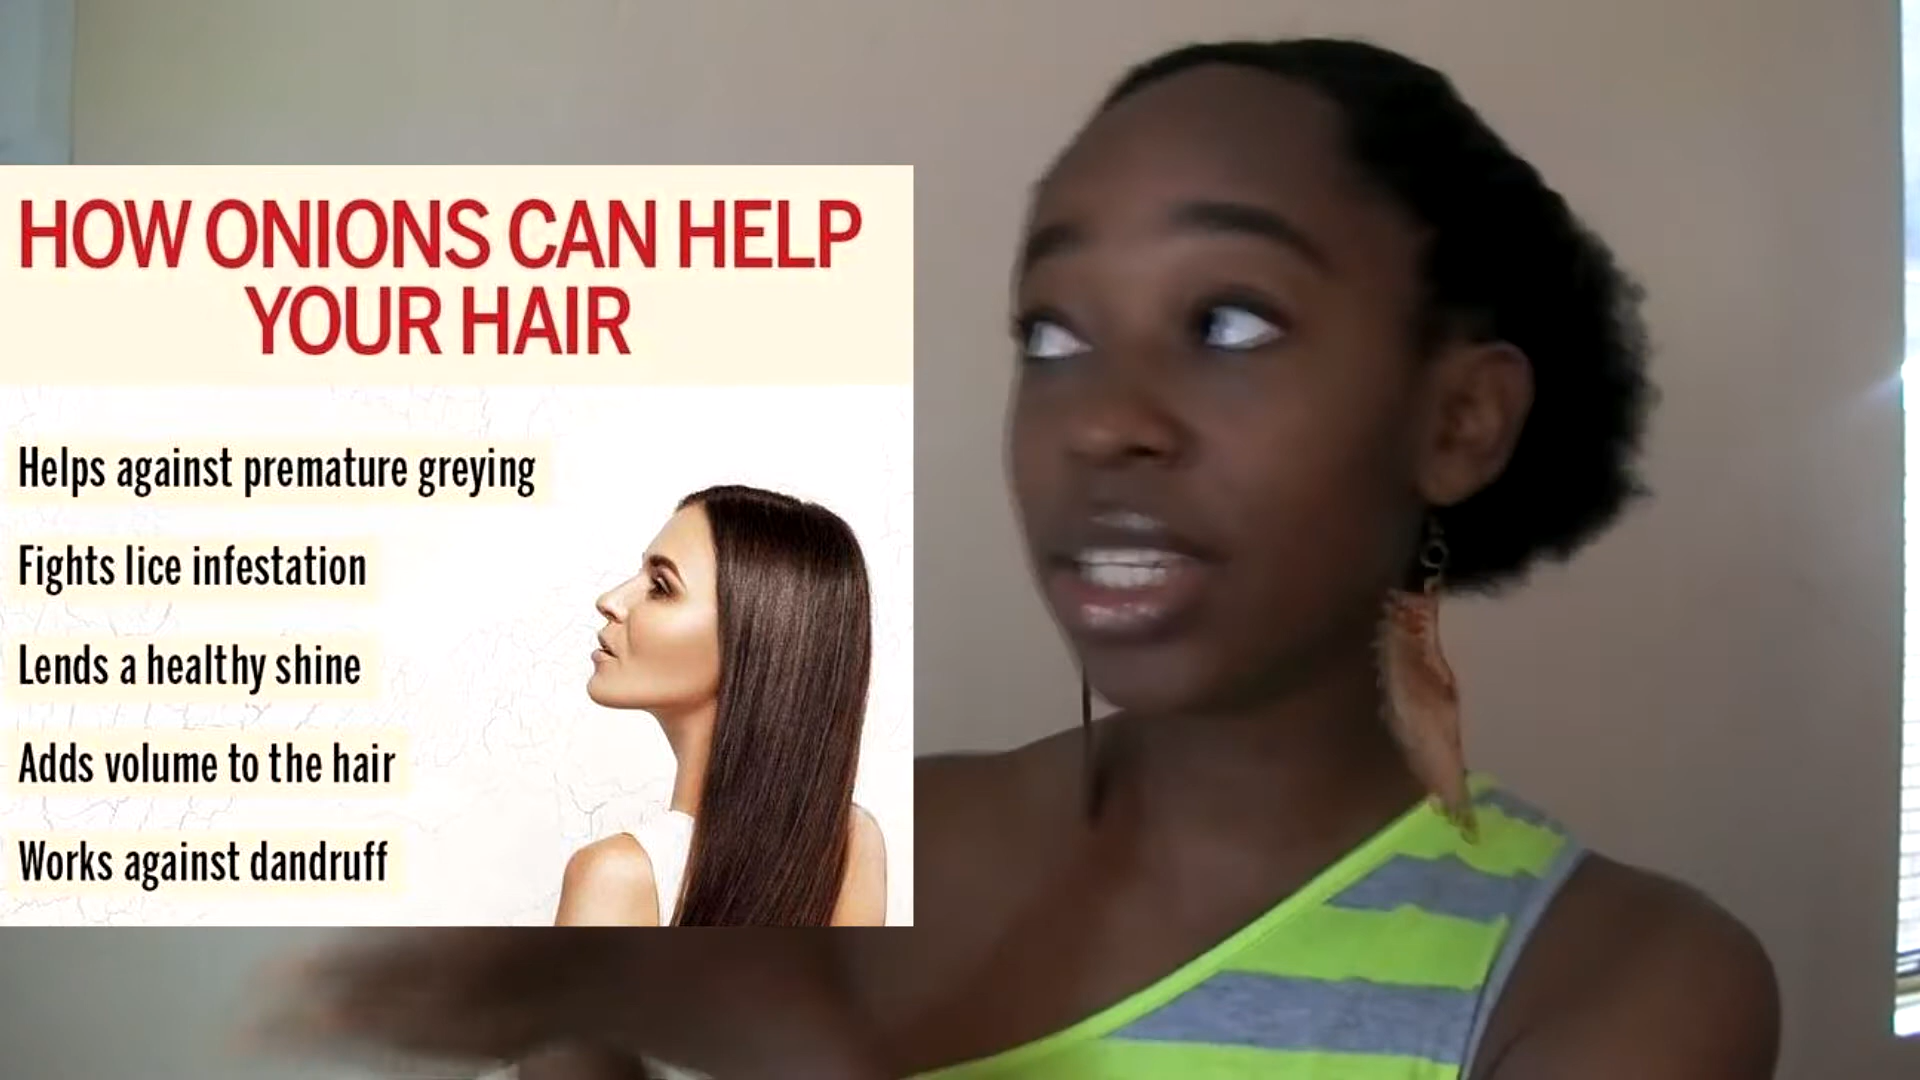 HOW ONIONS CAN HELP
YOUR HAIR
Helps against premature greying
Fights lice infestation
Lends a healthy shine
Adds volume to the hair
Works against dandruff